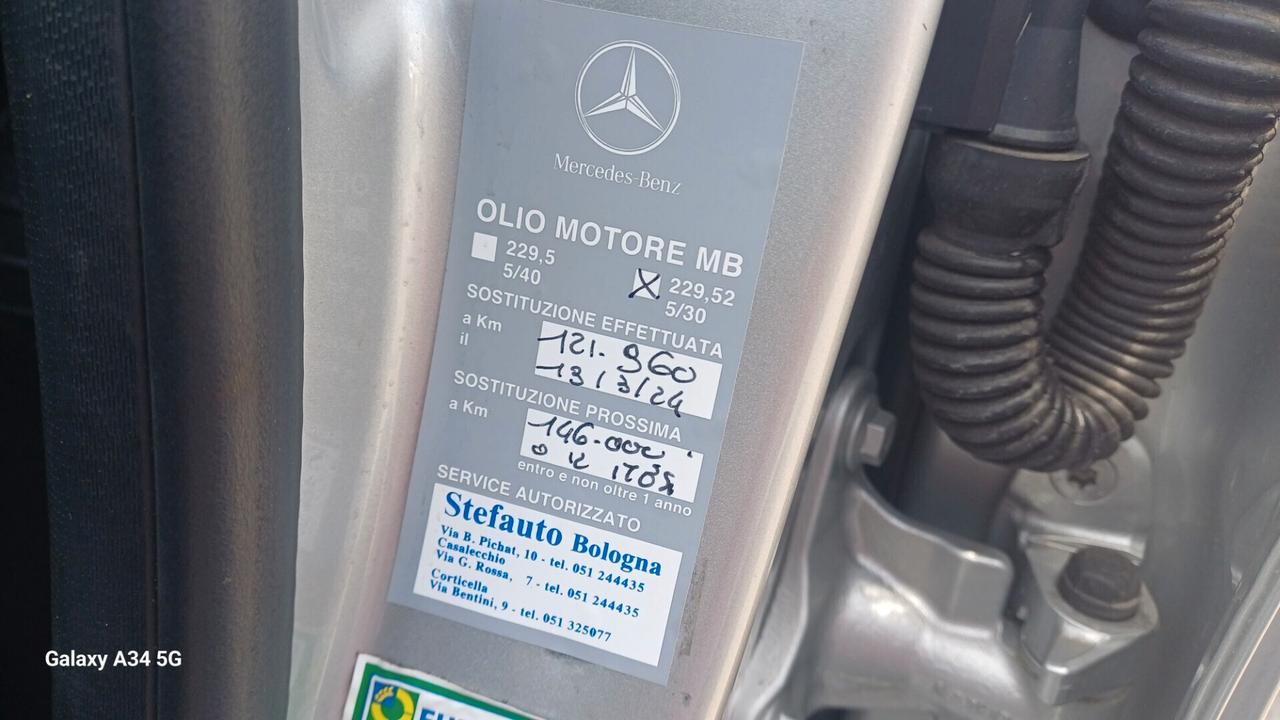 Mercedes-Benz
OLIO MOTORE MB
229,5
5/40
229,52
5/30
SOSTITUZIONE EFFETTUATA
a Km
il
121.960
13/3/24
SOSTITUZIONE PROSSIMA
a Km
146.000
entro e non oltre 1 anno
SERVICE AUTORIZZATO
Stefauto Bologna
Via B. Pichat, 10 - tel. 051 244435
Casalecchio
Via G. Rossa, 7 - tel. 051 244435
Corticella
Via Bentini, 9 - tel. 051 325077
Galaxy A34 5G